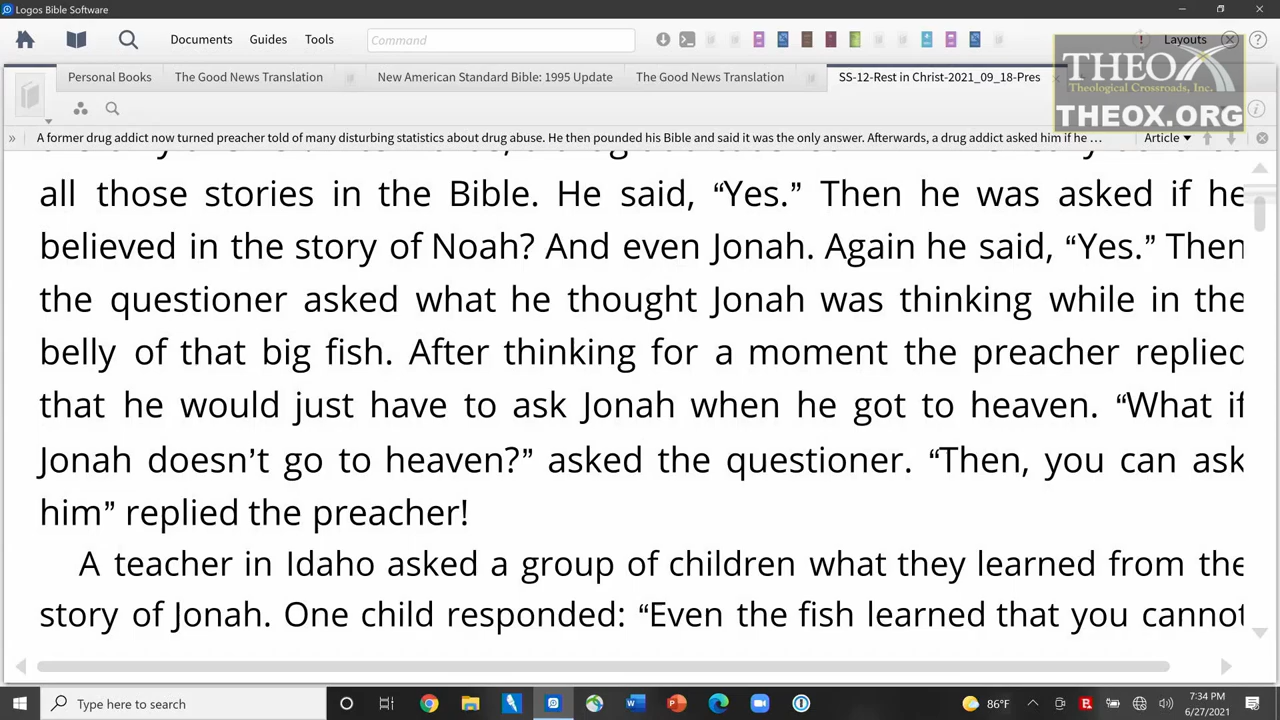 Logos Bible Software
Documents Guides Tools Command Layouts
Personal Books The Good News Translation New American Standard Bible: 1995 Update The Good News Translation SS-12-Rest in Christ-2021_09_18-Pres
THEOX
Theological Crossroads, Inc.
THEOX.ORG
A former drug addict now turned preacher told of many disturbing statistics about drug abuse. He then pounded his Bible and said it was the only answer. Afterwards, a drug addict asked him if he … Article
all those stories in the Bible. He said, “Yes.” Then he was asked if he
believed in the story of Noah? And even Jonah. Again he said, “Yes.” Then
the questioner asked what he thought Jonah was thinking while in the
belly of that big fish. After thinking for a moment the preacher replied
that he would just have to ask Jonah when he got to heaven. “What if
Jonah doesn’t go to heaven?” asked the questioner. “Then, you can ask
him” replied the preacher!
A teacher in Idaho asked a group of children what they learned from the
story of Jonah. One child responded: “Even the fish learned that you cannot
Type here to search
86°F
7:34 PM
6/27/2021